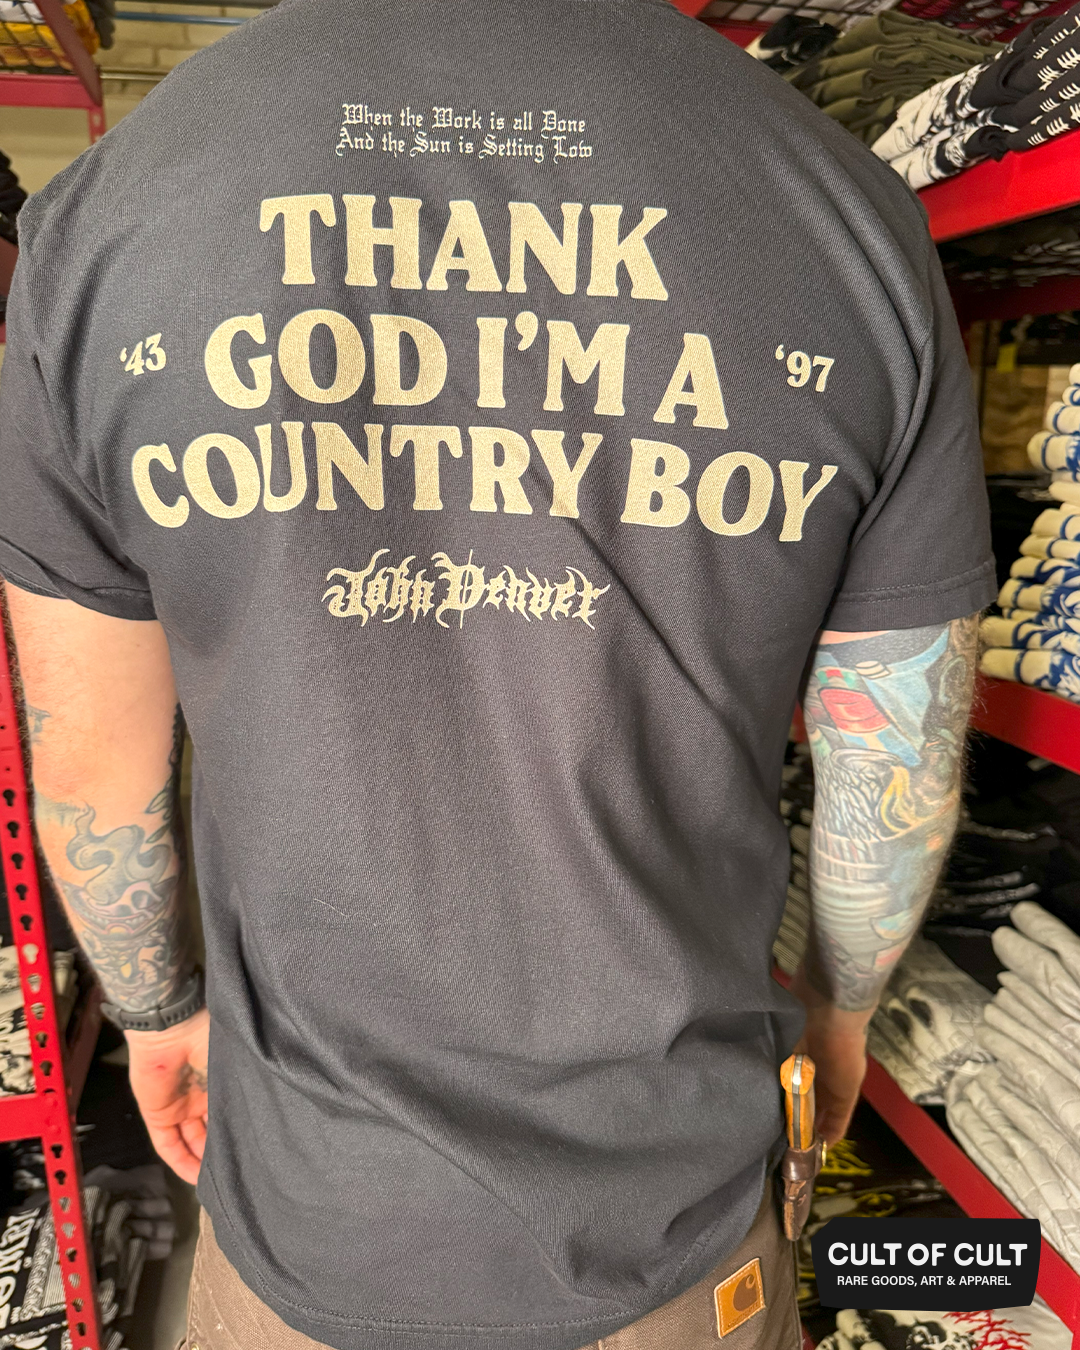 When the Work is all Done
And the Sun is Setting Low
THANK
GOD I'M A
‘43
‘97
COUNTRY BOY
John Denver
CULT OF CULT
RARE GOODS, ART & APPAREL